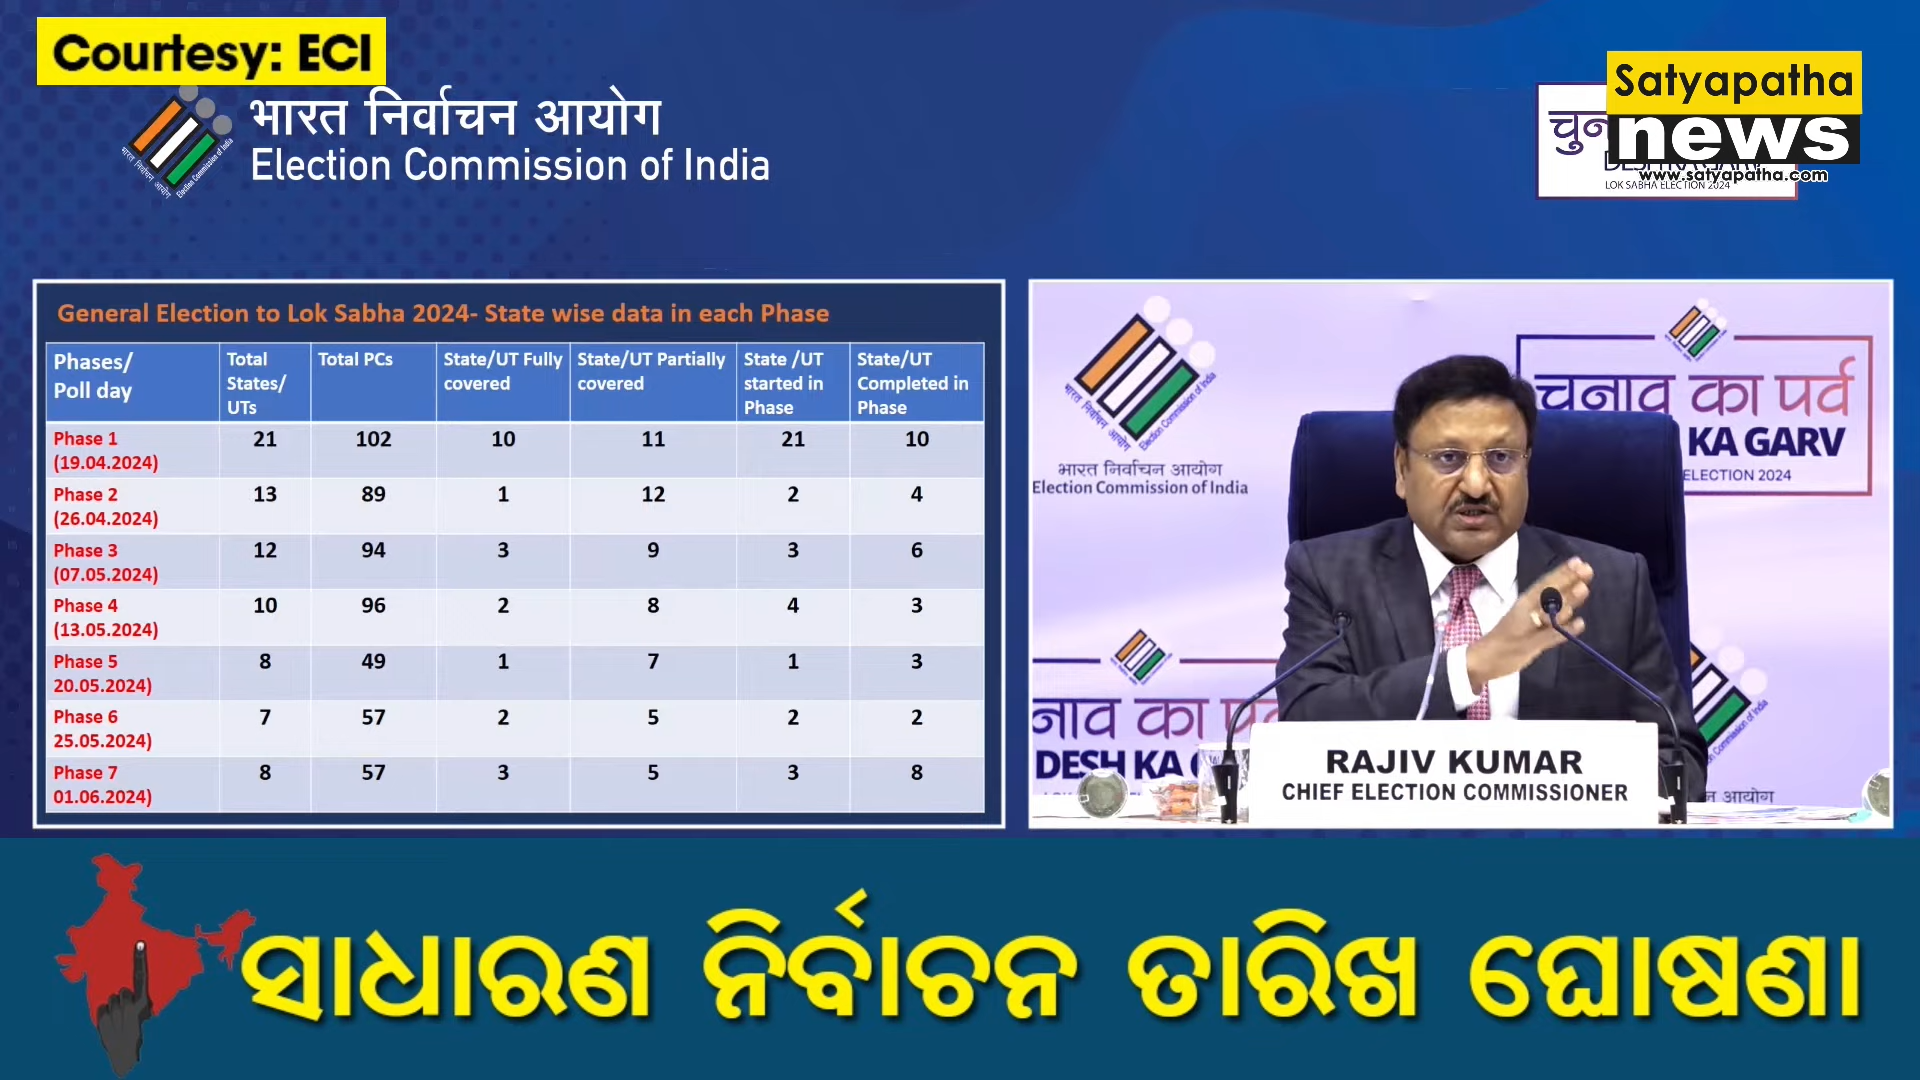 Courtesy: ECI
भारत निर्वाचन आयोग
Election Commission of India
Satyapatha
news
www.satyapatha.com
चुन
LOK SABHA ELECTION 2024
General Election to Lok Sabha 2024- State wise data in each Phase
Phases/ Poll day Total States/ UTs Total PCs State/UT Fully covered State/UT Partially covered State /UT started in Phase State/UT Completed in Phase
Phase 1 (19.04.2024) 21 102 10 11 21 10
Phase 2 (26.04.2024) 13 89 1 12 2 4
Phase 3 (07.05.2024) 12 94 3 9 3 6
Phase 4 (13.05.2024) 10 96 2 8 4 3
Phase 5 20.05.2024) 8 49 1 7 1 3
Phase 6 25.05.2024) 7 57 2 5 2 2
Phase 7 01.06.2024) 8 57 3 5 3 8
भारत निर्वाचन आयोग
Election Commission of India
चुनाव का पर्व
KA GARV
ELECTION 2024
नाव का
DESH KA
आयोग
RAJIV KUMAR
CHIEF ELECTION COMMISSIONER
ସାଧାରଣ ନିର୍ବାଚନ ତାରିଖ ଘୋଷଣା